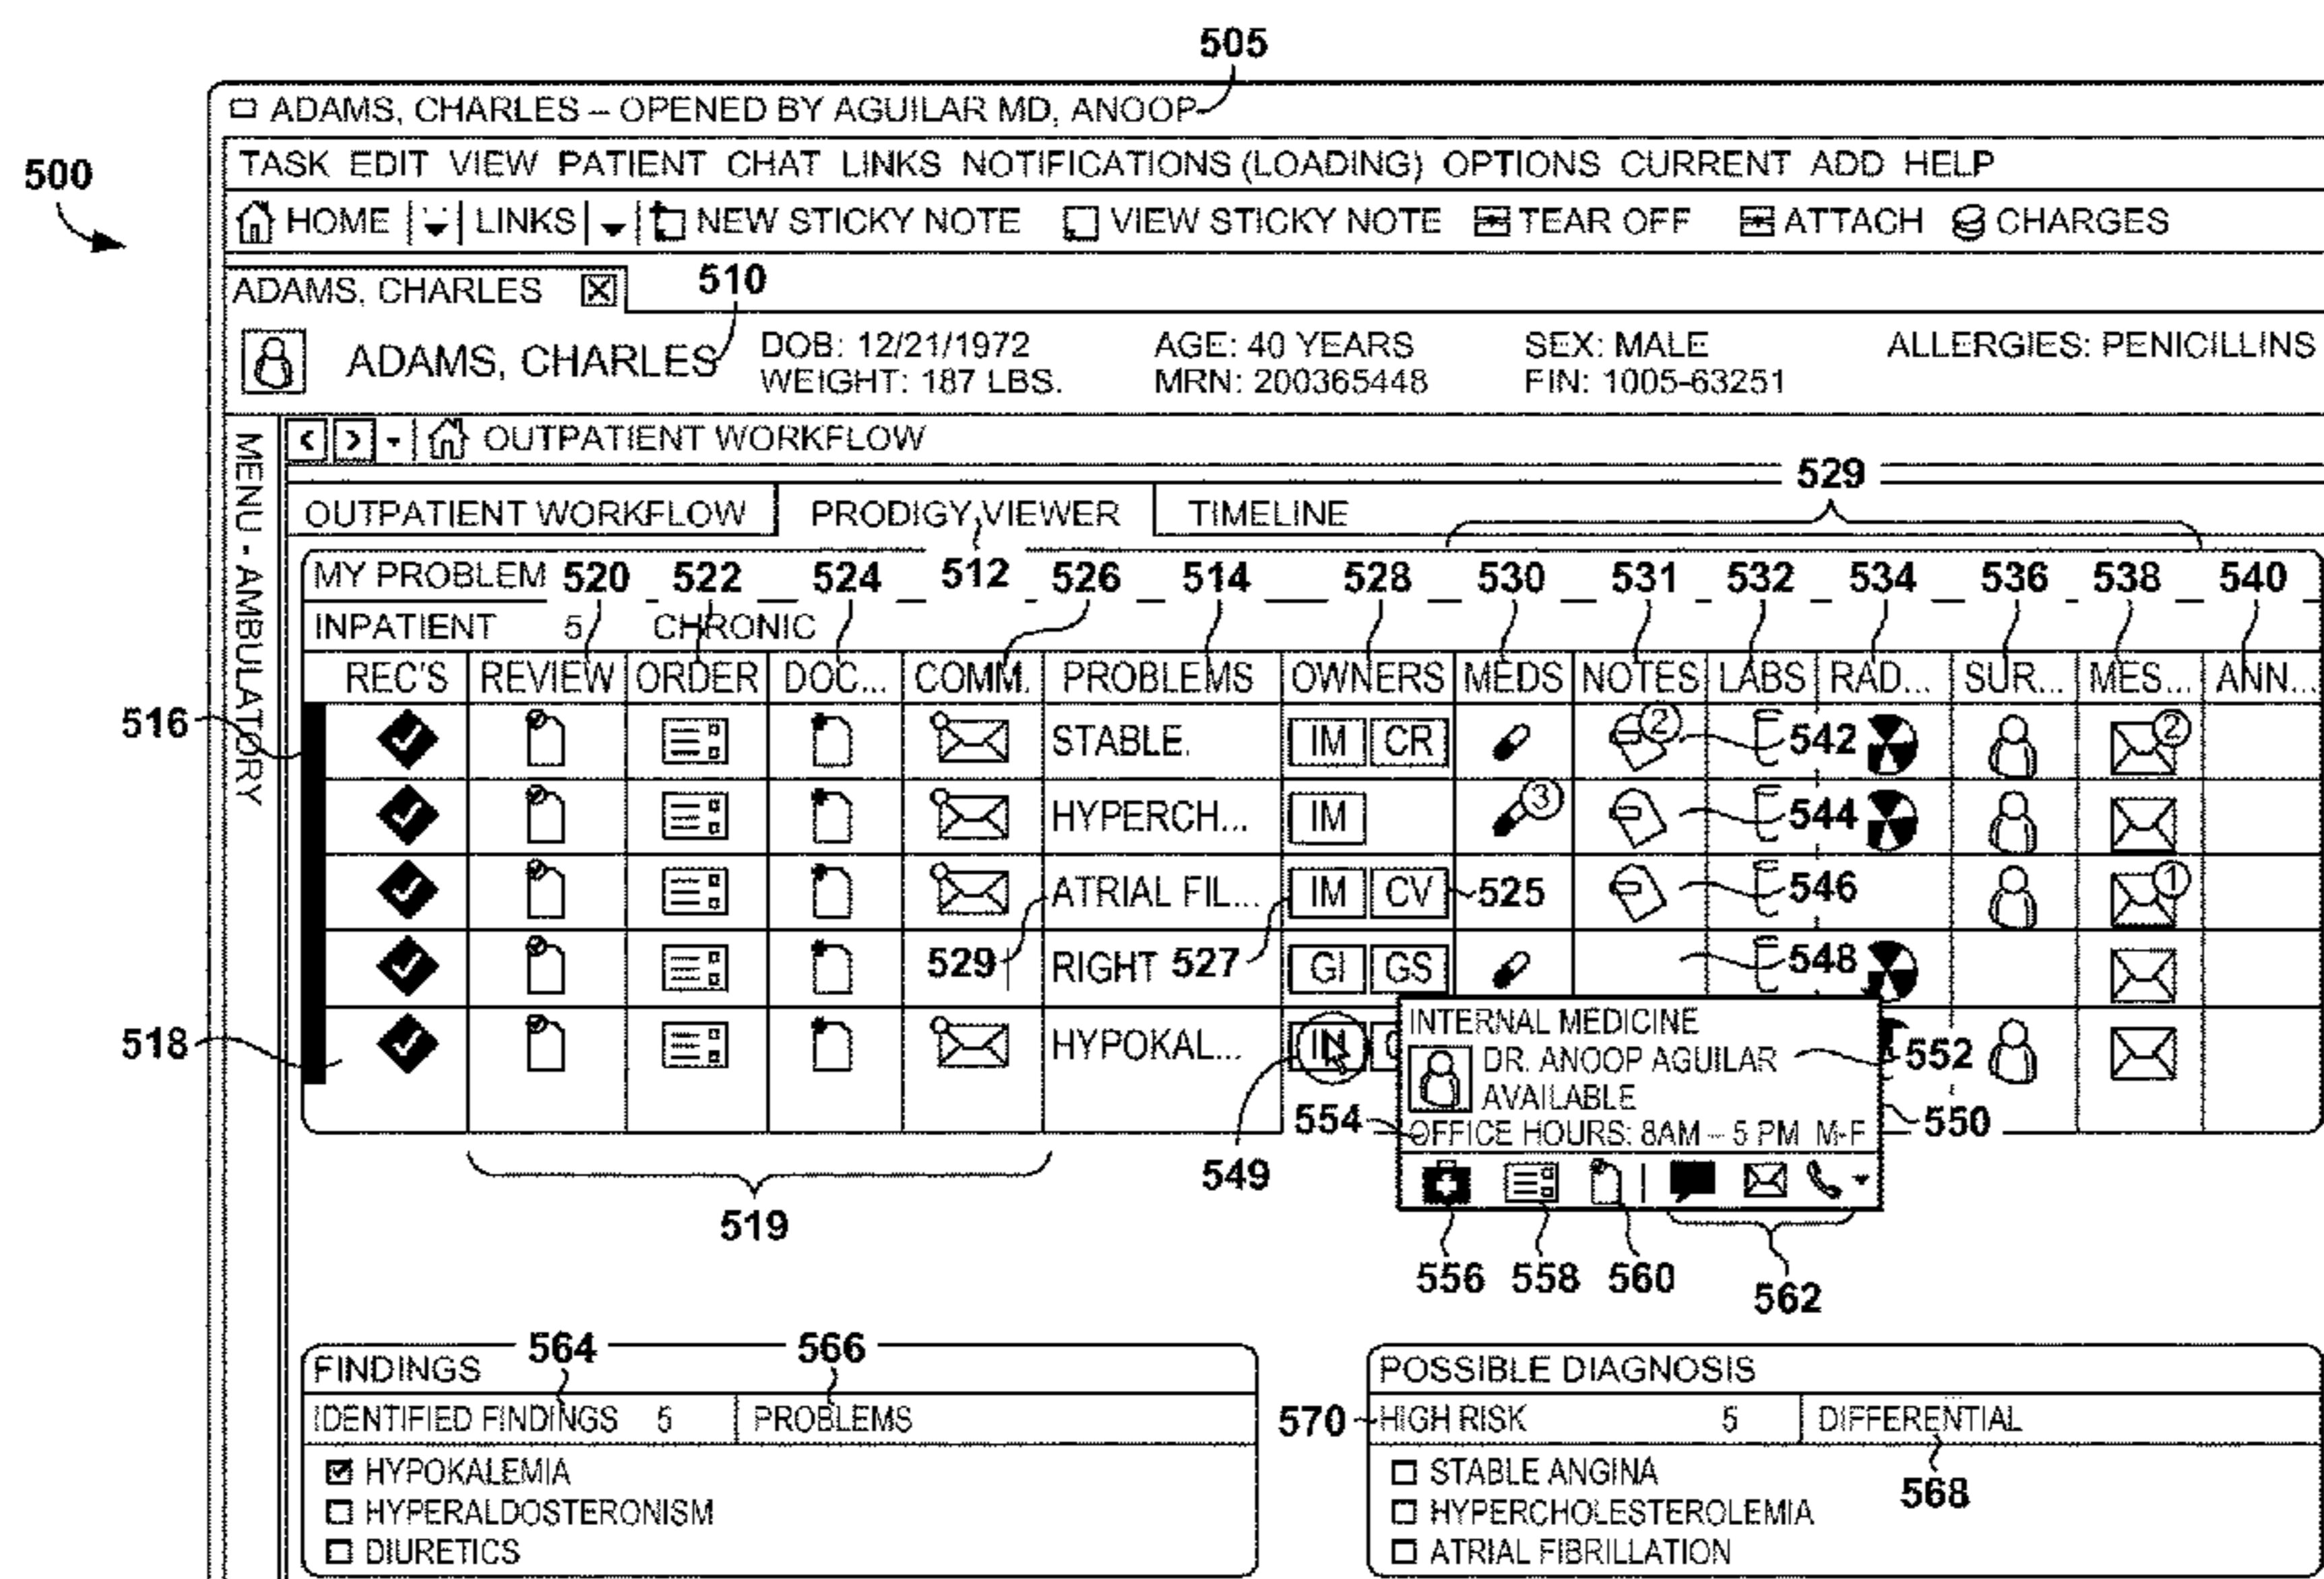 505
ADAMS, CHARLES – OPENED BY AGUILAR MD, ANOOP
500
TASK EDIT VIEW PATIENT CHAT LINKS NOTIFICATIONS (LOADING) OPTIONS CURRENT ADD HELP
HOME LINKS NEW STICKY NOTE VIEW STICKY NOTE TEAR OFF ATTACH CHARGES
ADAMS, CHARLES 510
ADAMS, CHARLES DOB: 12/21/1972 AGE: 40 YEARS SEX: MALE ALLERGIES: PENICILLINS
WEIGHT: 187 LBS. MRN: 200365448 FIN: 1005-63251
MENU - AMBULATORY
OUTPATIENT WORKFLOW
529
OUTPATIENT WORKFLOW PRODIGY VIEWER TIMELINE
MY PROBLEM 520 522 524 512 526 514 528 530 531 532 534 536 538 540
INPATIENT 5 CHRONIC
REC'S REVIEW ORDER DOC... COMM. PROBLEMS OWNERS MEDS NOTES LABS RAD... SUR... MES... ANN...
516 STABLE. IM CR 2 542 2
HYPERCH... IM 3 544
ATRIAL FIL... IM CV 525 546 1
529 RIGHT 527 GI GS 548
518 HYPOKAL...
INTERNAL MEDICINE
DR. ANOOP AGUILAR 552
AVAILABLE
554 OFFICE HOURS: 8AM – 5 PM M-F 550
549
519
556 558 560 562
564 566
FINDINGS
IDENTIFIED FINDINGS 5 PROBLEMS
HYPOKALEMIA
HYPERALDOSTERONISM
DIURETICS
POSSIBLE DIAGNOSIS
570 HIGH RISK 5 DIFFERENTIAL
STABLE ANGINA
568
HYPERCHOLESTEROLEMIA
ATRIAL FIBRILLATION